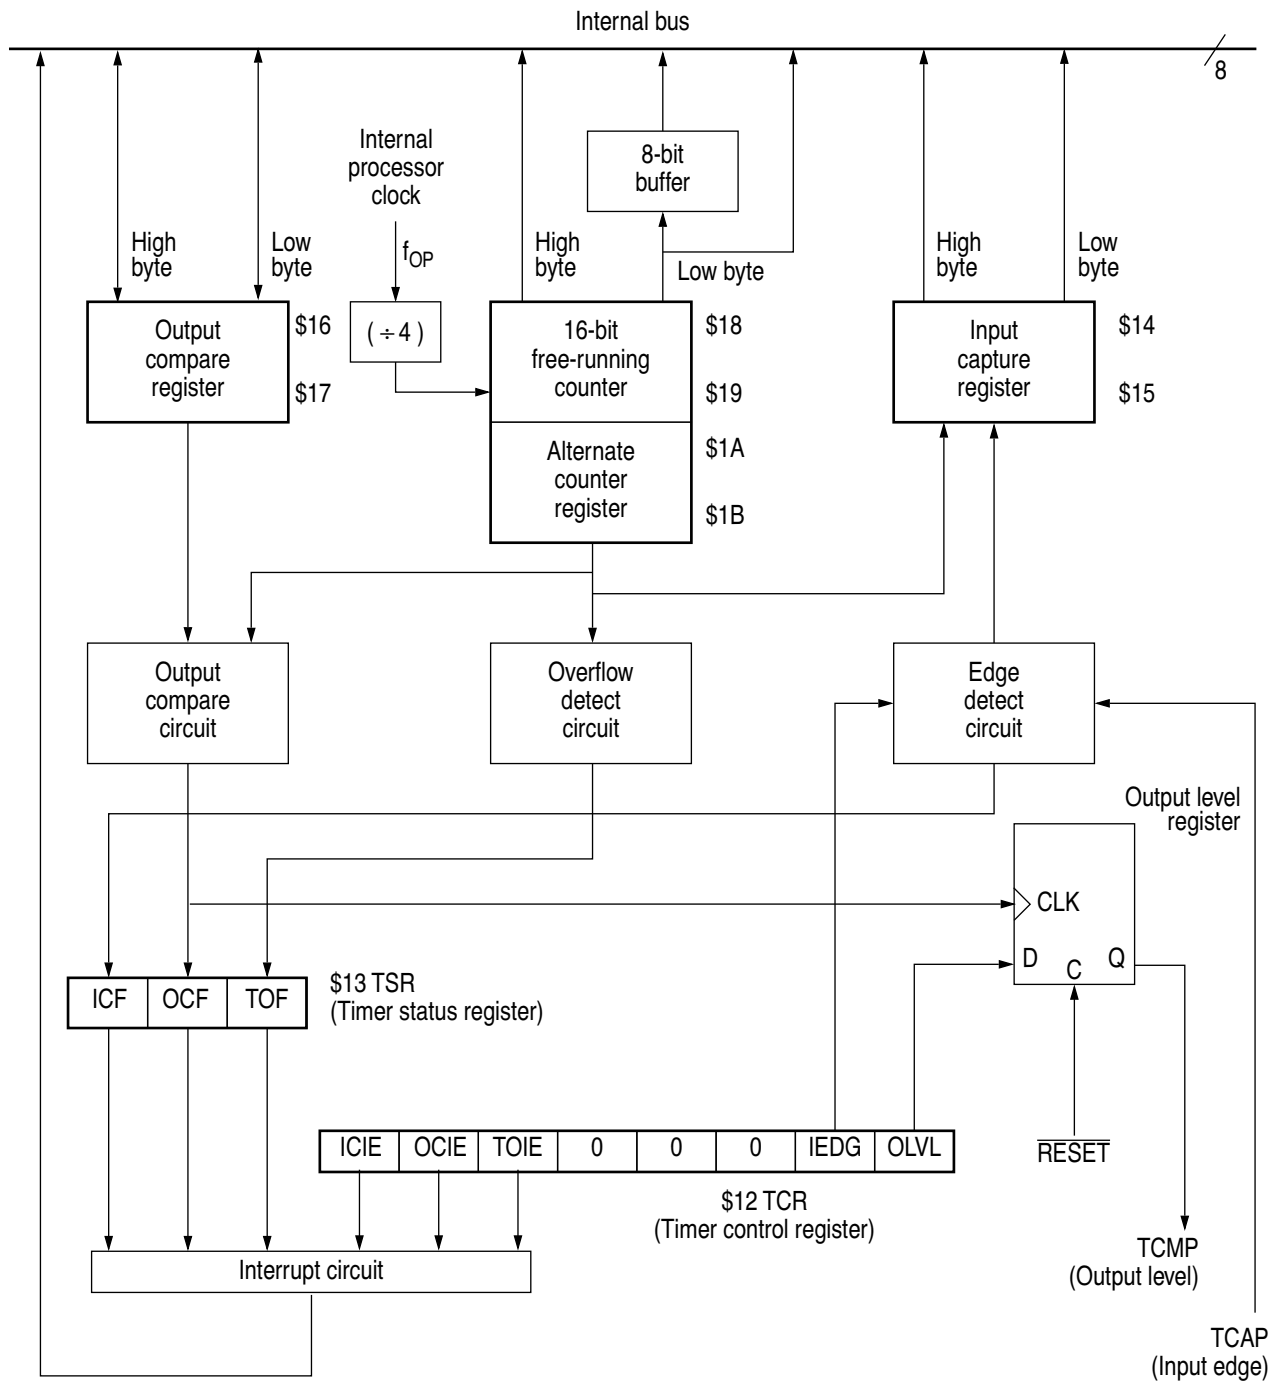 Internal bus
8
Internal
processor
clock
8-bit
buffer
High
byte
Low
byte
fOP
High
byte
Low byte
High
byte
Low
byte
Output
compare
register
$16
$17
(÷4)
16-bit
free-running
counter
$18
$19
Input
capture
register
$14
$15
Alternate
counter
register
$1A
$1B
Output
compare
circuit
Overflow
detect
circuit
Edge
detect
circuit
Output level
register
CLK
D
C
Q
ICF OCF TOF
$13 TSR
(Timer status register)
ICIE OCIE TOIE 0 0 0 IEDG OLVL
RESET
$12 TCR
(Timer control register)
TCMP
(Output level)
Interrupt circuit
TCAP
(Input edge)